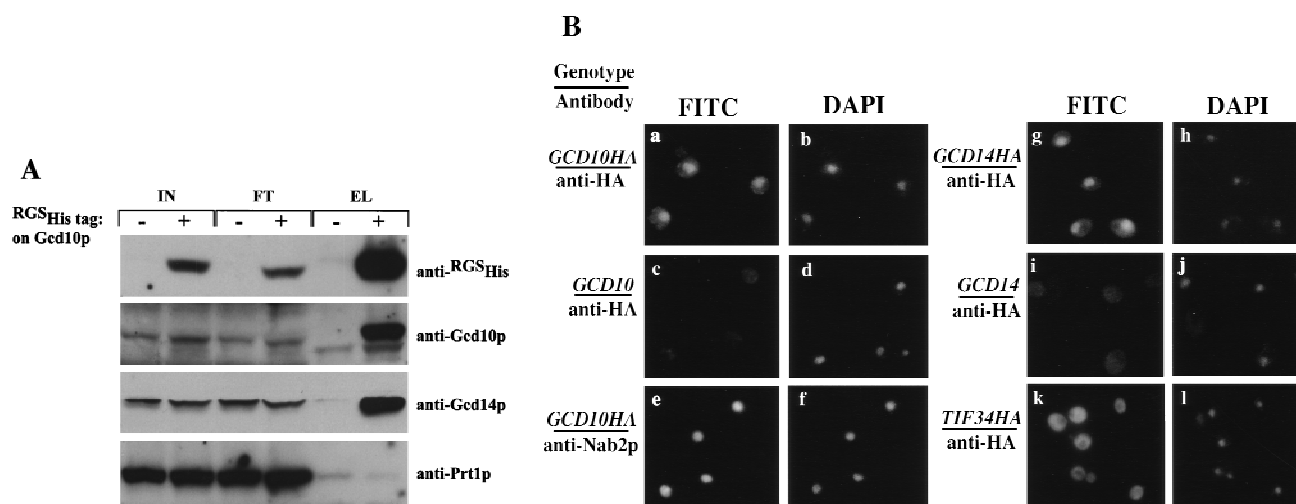 A
IN FT EL
RGSHis tag:
on Gcd10p
- + - + - +
anti-RGSHis
anti-Gcd10p
anti-Gcd14p
anti-Prt1p
B
Genotype
Antibody
FITC DAPI
FITC DAPI
GCD10HA
anti-HA
a b
GCD14HA
anti-HA
g h
GCD10
anti-HA
c d
GCD14
anti-HA
i j
GCD10HA
anti-Nab2p
e f
TIF34HA
anti-HA
k l